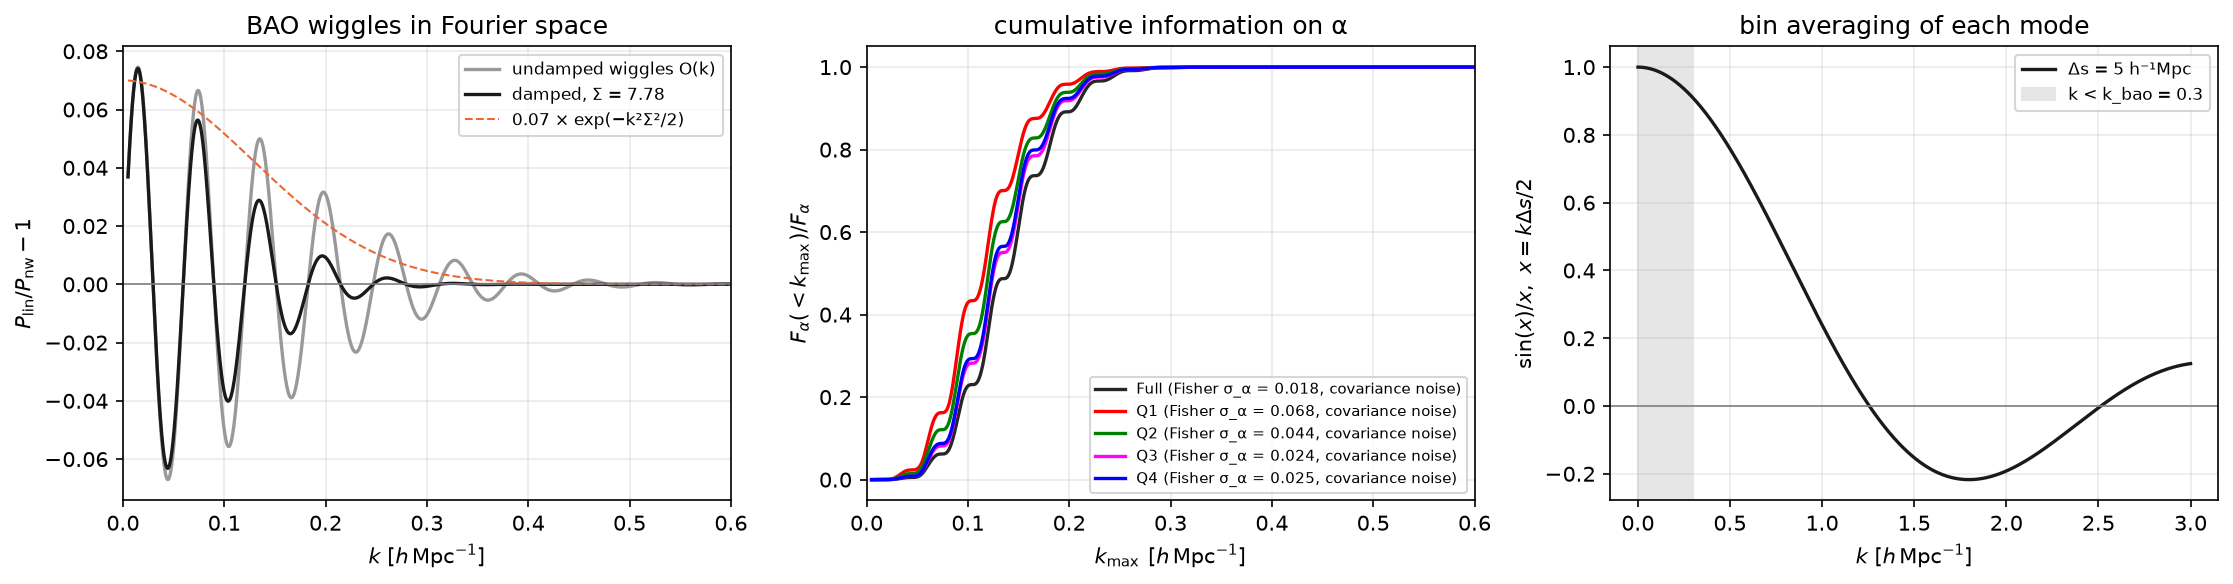 BAO wiggles in Fourier space
0.08
0.06
0.04
0.02
0.00
−0.02
−0.04
−0.06
P_lin/P_nw − 1
undamped wiggles O(k)
damped, Σ = 7.78
0.07 × exp(−k²Σ²/2)
0.0 0.1 0.2 0.3 0.4 0.5 0.6
k [h Mpc⁻¹]
cumulative information on α
1.0
0.8
0.6
0.4
0.2
0.0
F_α(< k_max)/F_α
Full (Fisher σ_α = 0.018, covariance noise)
Q1 (Fisher σ_α = 0.068, covariance noise)
Q2 (Fisher σ_α = 0.044, covariance noise)
Q3 (Fisher σ_α = 0.024, covariance noise)
Q4 (Fisher σ_α = 0.025, covariance noise)
0.0 0.1 0.2 0.3 0.4 0.5 0.6
k_max [h Mpc⁻¹]
bin averaging of each mode
1.0
0.8
0.6
0.4
0.2
0.0
−0.2
sin(x)/x, x = kΔs/2
Δs = 5 h⁻¹Mpc
k < k_bao = 0.3
0.0 0.5 1.0 1.5 2.0 2.5 3.0
k [h Mpc⁻¹]